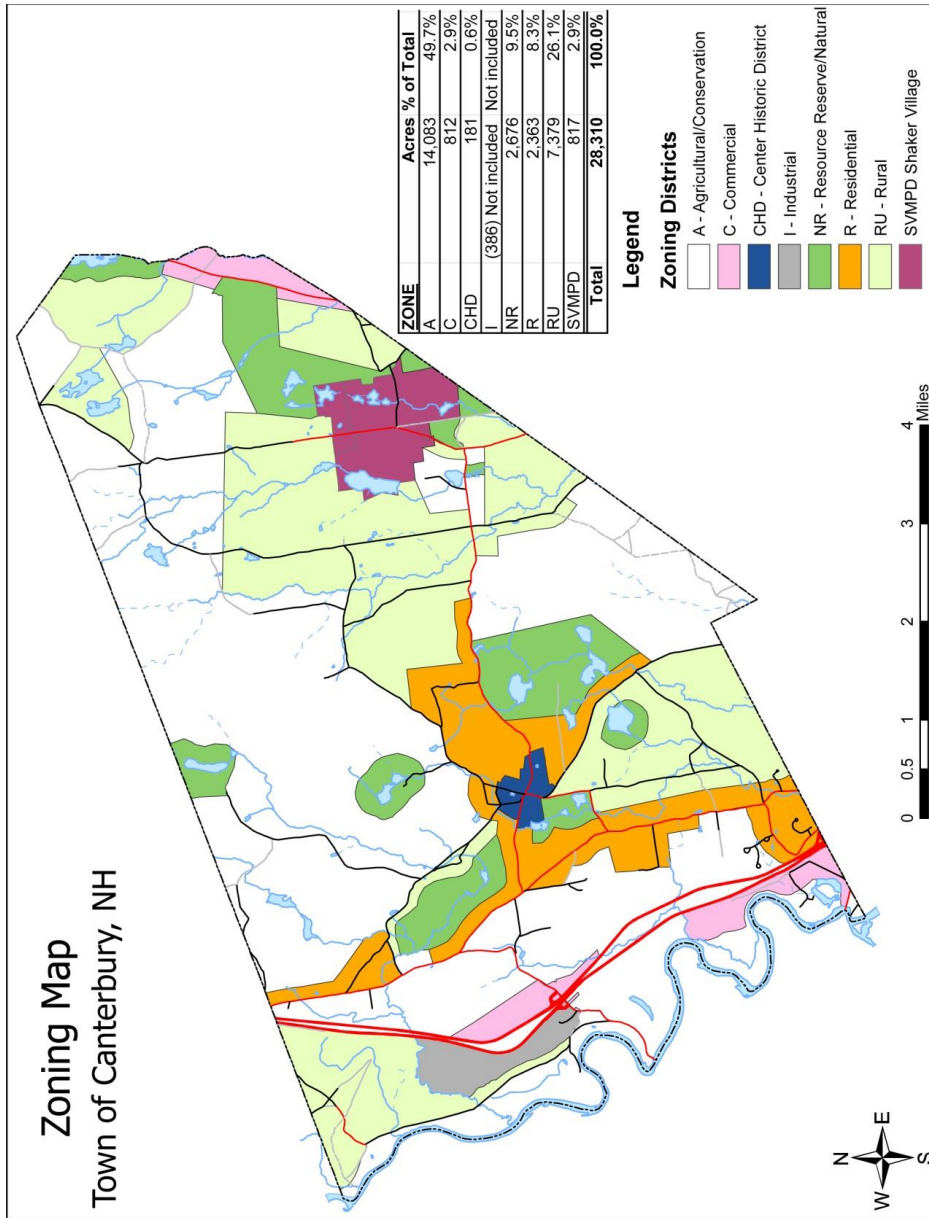 Zoning Map
Town of Canterbury, NH
ZONE Acres % of Total
A 14,083 49.7%
C 812 2.9%
CHD 181 0.6%
I (386) Not included Not included
NR 2,676 9.5%
R 2,363 8.3%
RU 7,379 26.1%
SVMPD 817 2.9%
Total 28,310 100.0%
Legend
Zoning Districts
A - Agricultural/Conservation
C - Commercial
CHD - Center Historic District
I - Industrial
NR - Resource Reserve/Natural
R - Residential
RU - Rural
SVMPD Shaker Village
N
W E
S
0 0.5 1 2 3 4
Miles